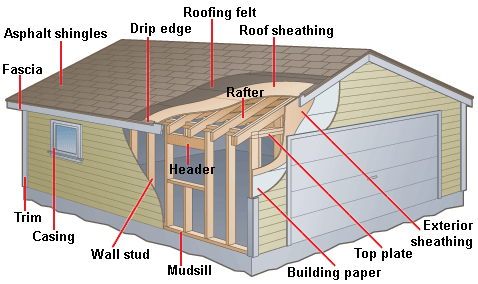 Roofing felt
Drip edge
Roof sheathing
Asphalt shingles
Fascia
Rafter
Header
Trim
Casing
Wall stud
Mudsill
Building paper
Top plate
Exterior
sheathing